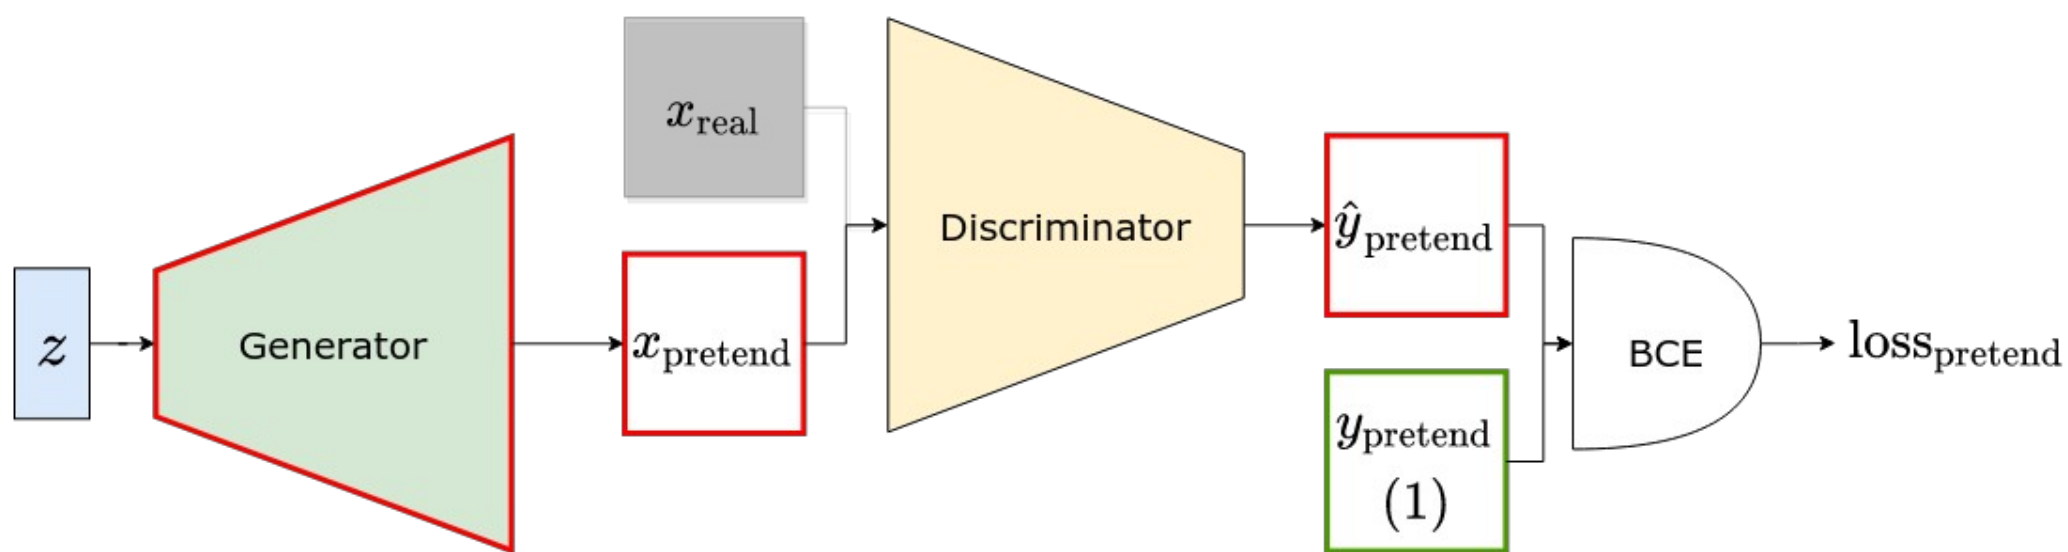 z
Generator
x_real
x_pretend
Discriminator
ŷ_pretend
y_pretend
(1)
BCE
loss_pretend